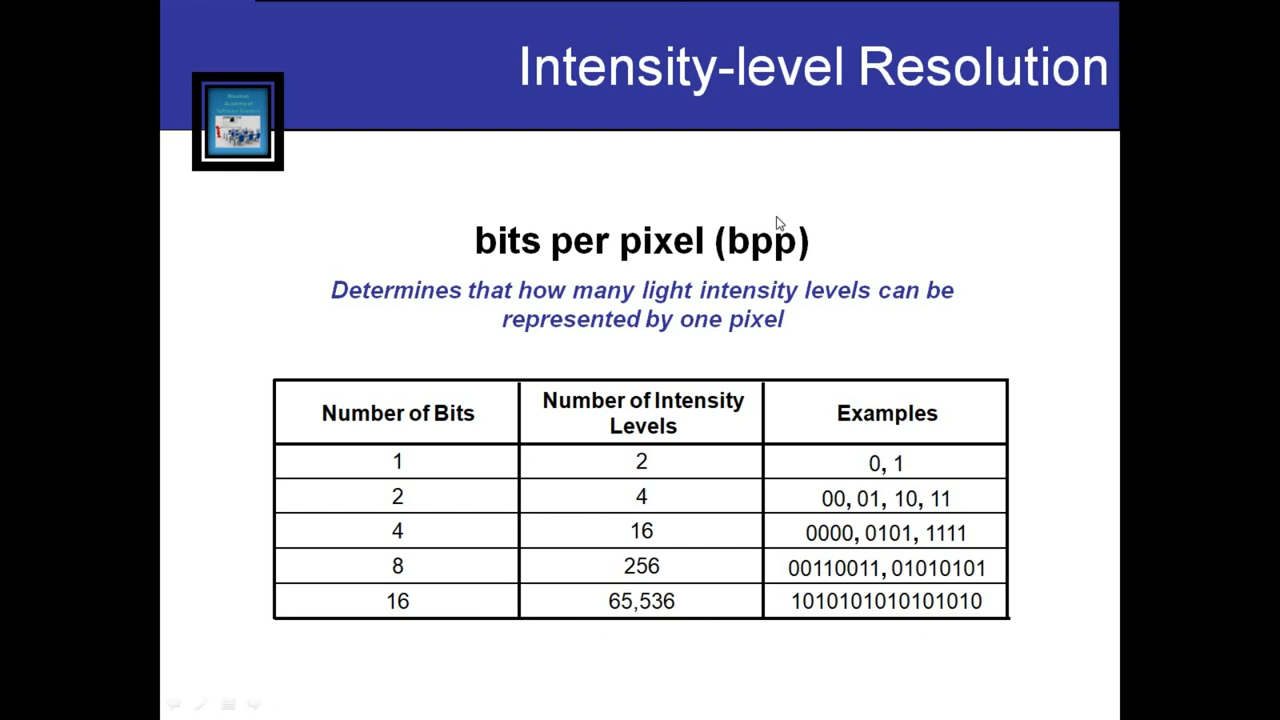 Intensity-level Resolution
bits per pixel (bpp)
Determines that how many light intensity levels can be
represented by one pixel
Number of Bits
Number of Intensity
Levels
Examples
1
2
0, 1
2
4
00, 01, 10, 11
4
16
0000, 0101, 1111
8
256
00110011, 01010101
16
65,536
1010101010101010